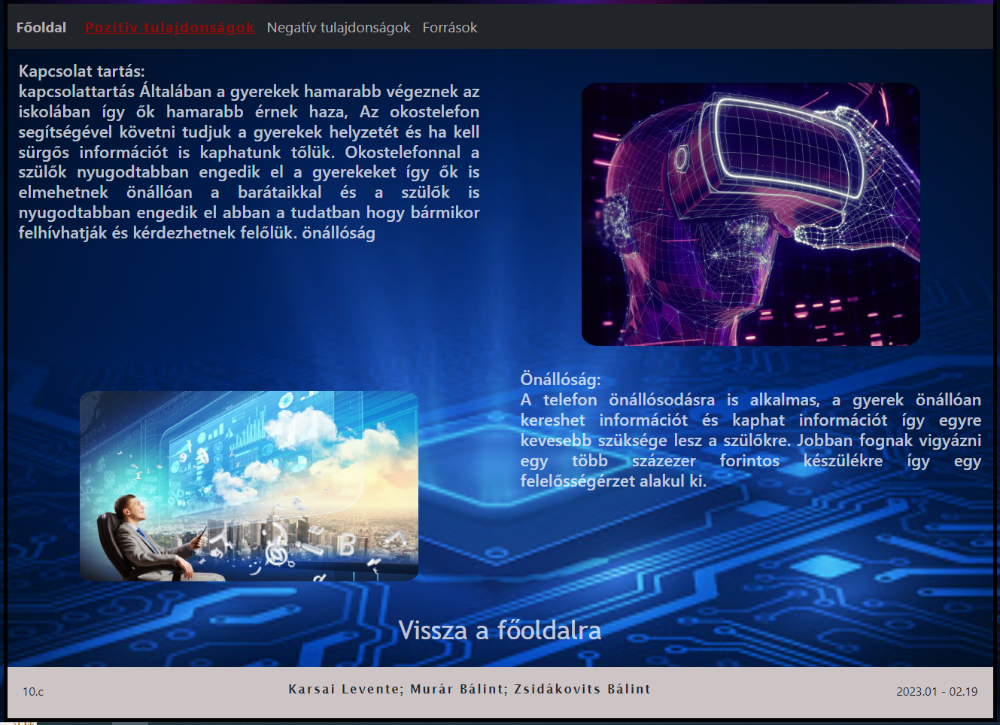 Főoldal Pozitiv tulajdonságok Negatív tulajdonságok Források
Kapcsolat tartás:
kapcsolattartás Általában a gyerekek hamarabb végeznek az
iskolában így ők hamarabb érnek haza, Az okostelefon
segítségével követni tudjuk a gyerekek helyzetét és ha kell
sürgős információt is kaphatunk tőlük. Okostelefonnal a
szülők nyugodtabban engedik el a gyerekeket így ők is
elmehetnek önállóan a barátaikkal és a szülők is
nyugodtabban engedik el abban a tudatban hogy bármikor
felhívhatják és kérdezhetnek felőlük. önállóság
Önállóság:
A telefon önállósodásra is alkalmas, a gyerek önállóan
kereshet információt és kaphat információt így egyre
kevesebb szüksége lesz a szülőkre. Jobban fognak vigyázni
egy több százezer forintos készülékre így egy
felelősségérzet alakul ki.
B
Vissza a főoldalra
10.c
Karsai Levente; Murár Bálint; Zsidákovits Bálint
2023.01 - 02.19